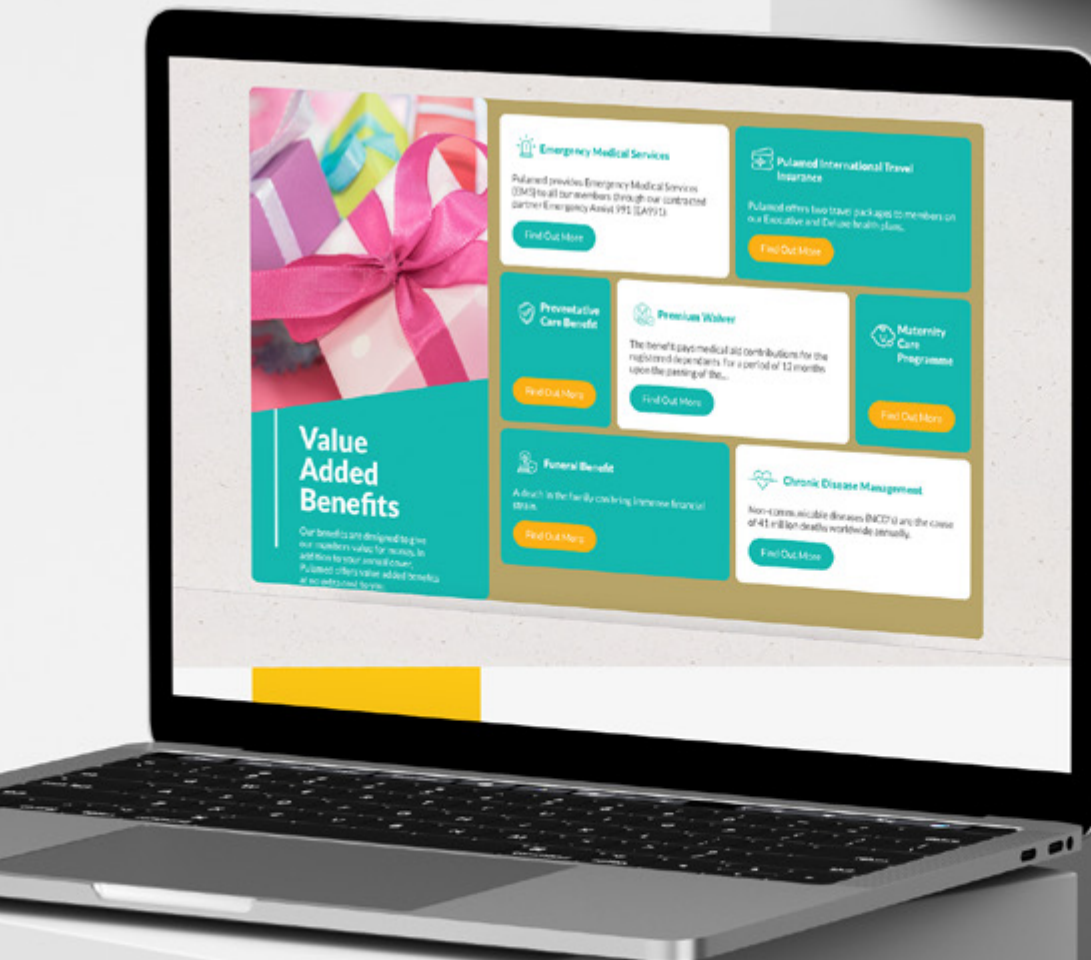 Value
Added
Benefits
Our benefits are designed to give
our members value for money. In
addition to your annual cover,
Pulamed offers value added benefits
at no extra cost to you.
Emergency Medical Services
Pulamed provides Emergency Medical Services
(EMS) to all our members through our contracted
partner Emergency Assist 991 (EA991).
Find Out More
Pulamed International Travel
Insurance
Pulamed offers two travel packages to members on
our Executive and Deluxe health plans.
Find Out More
Preventative
Care Benefit
Find Out More
Premium Waiver
The benefit pays medical aid contributions for the
registered dependants for a period of 12 months
upon the passing of the...
Find Out More
Maternity
Care
Programme
Find Out More
Funeral Benefit
A death in the family can bring immense financial
strain.
Find Out More
Chronic Disease Management
Non-communicable diseases (NCD's) are the cause
of 41 million deaths worldwide annually.
Find Out More